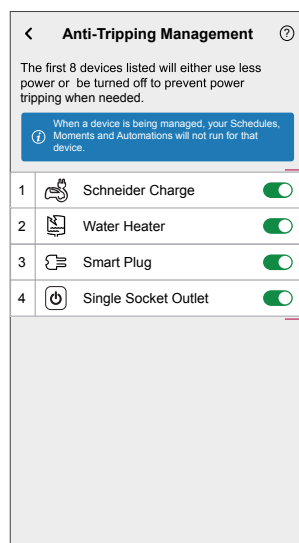 Anti-Tripping Management
The first 8 devices listed will either use less
power or be turned off to prevent power
tripping when needed.
When a device is being managed, your Schedules,
Moments and Automations will not run for that
device.
1 Schneider Charge
2 Water Heater
3 Smart Plug
4 Single Socket Outlet